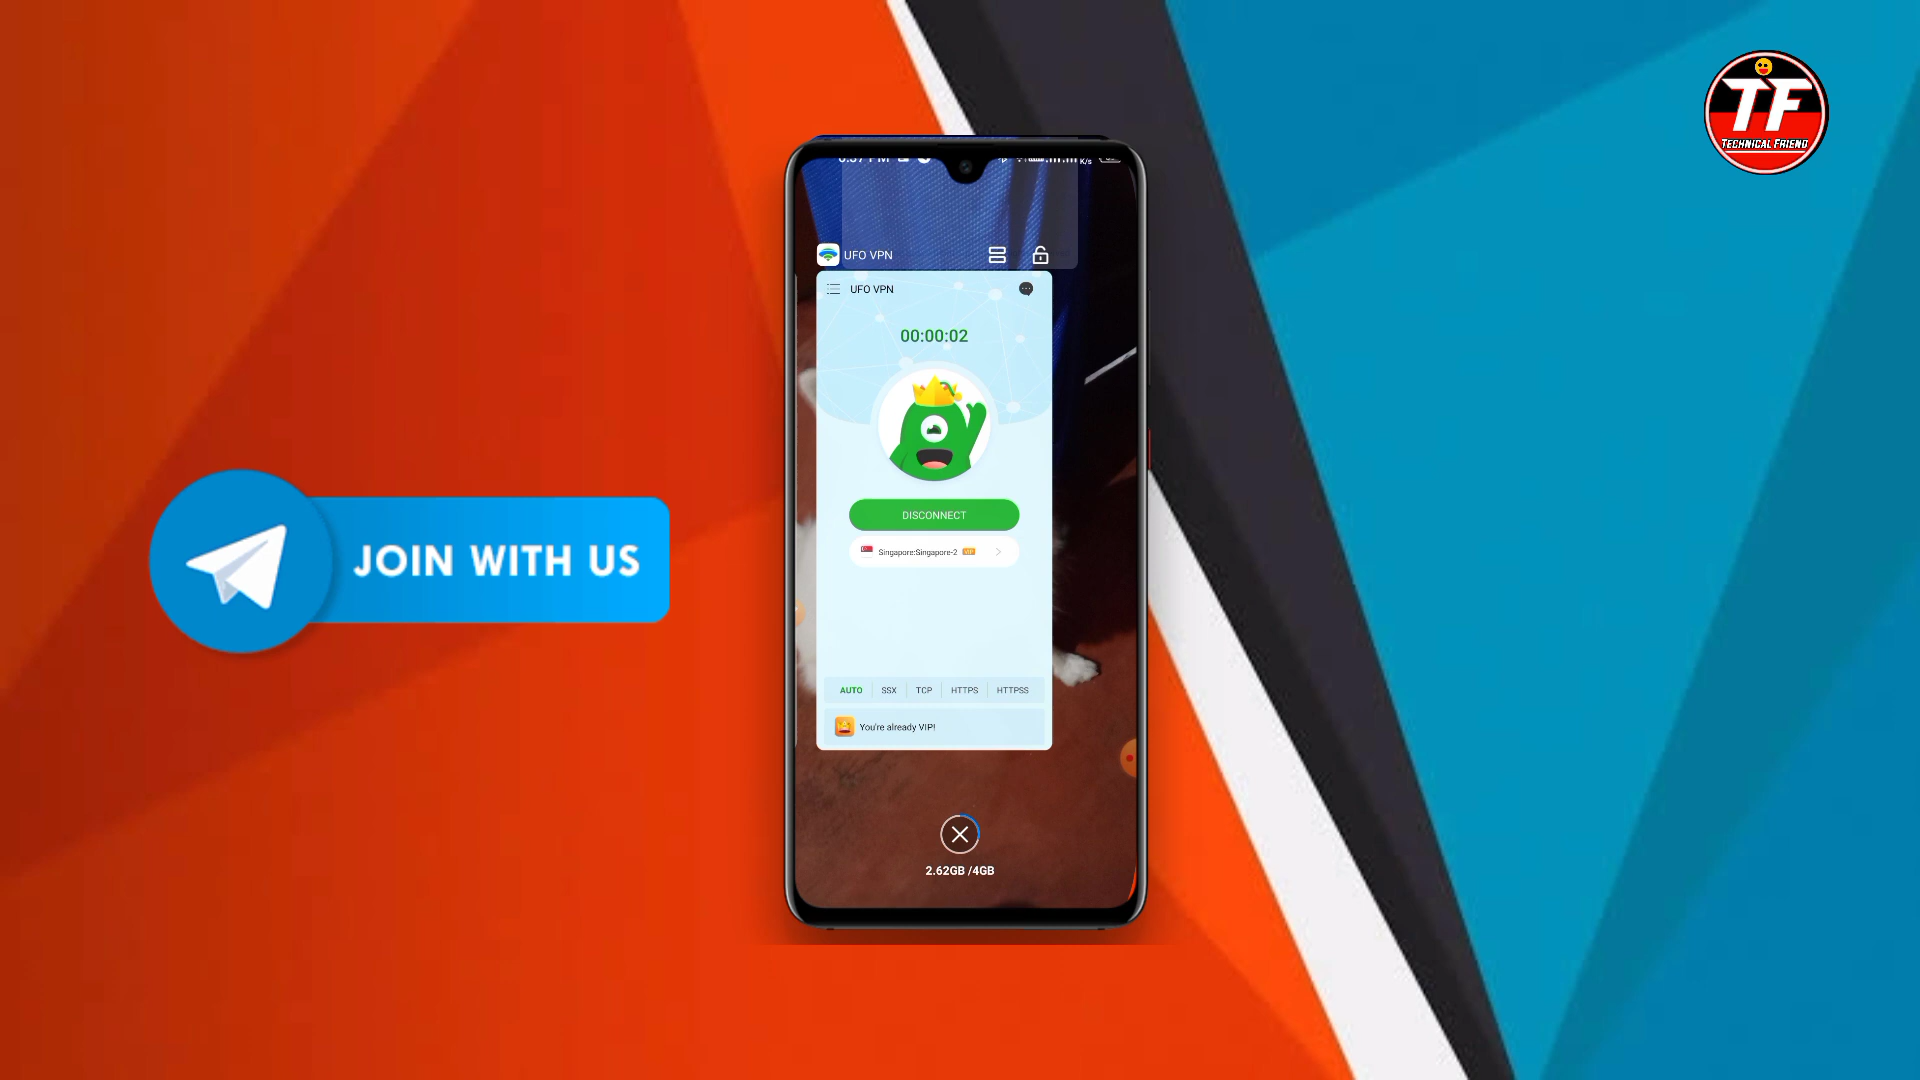 TF
TECHNICAL FRIEND
K/s
UFO VPN
UFO VPN
00:00:02
DISCONNECT
Singapore:Singapore-2 VIP
JOIN WITH US
AUTO SSX TCP HTTPS HTTPSS
You're already VIP!
2.62GB /4GB